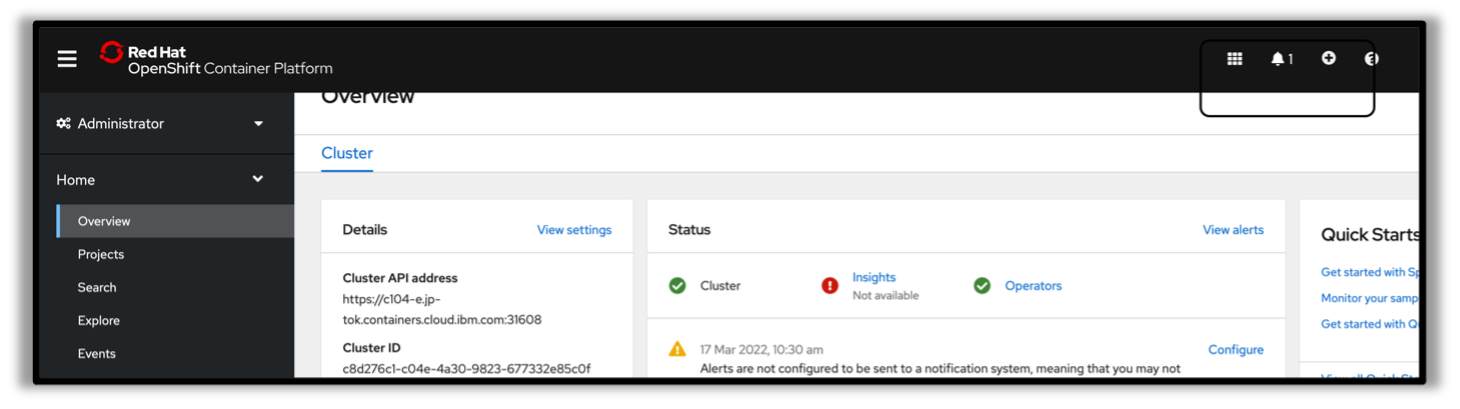 Red Hat
OpenShift Container Platform
1
Administrator
Home
Overview
Projects
Search
Explore
Events
Overview
Cluster
Details
View settings
Cluster API address
https://c104-e.jp-
tok.containers.cloud.ibm.com:31608
Cluster ID
c8d276c1-c04e-4a30-9823-677332e85c0f
Status
View alerts
Cluster
Insights
Not available
Operators
17 Mar 2022, 10:30 am
Configure
Alerts are not configured to be sent to a notification system, meaning that you may not
Quick Starts
Get started with Sp
Monitor your samp
Get started with Q